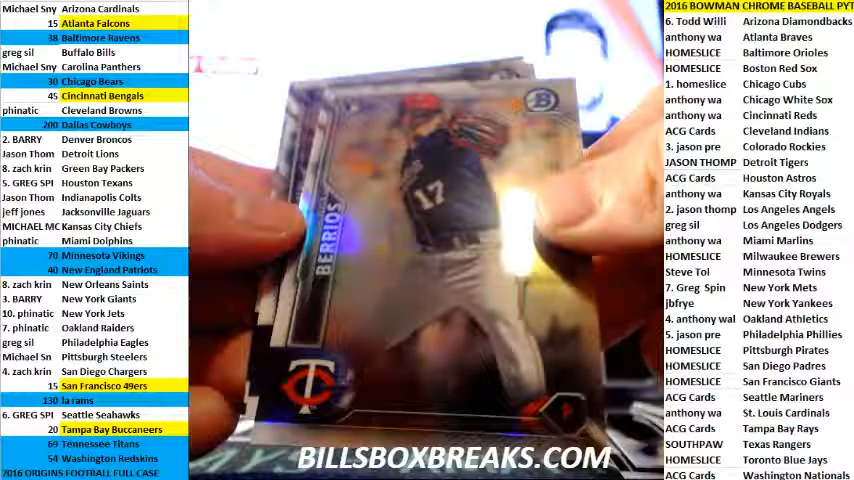 Michael Sny Arizona Cardinals
15 Atlanta Falcons
38 Baltimore Ravens
greg sil Buffalo Bills
Michael Sny Carolina Panthers
30 Chicago Bears
45 Cincinnati Bengals
phinatic Cleveland Browns
200 Dallas Cowboys
2. BARRY Denver Broncos
Jason Thom Detroit Lions
8. zach krin Green Bay Packers
5. GREG SPI Houston Texans
Jason Thom Indianapolis Colts
jeff jones Jacksonville Jaguars
MICHAEL MC Kansas City Chiefs
phinatic Miami Dolphins
70 Minnesota Vikings
40 New England Patriots
8. zach krin New Orleans Saints
3. BARRY New York Giants
10. phinatic New York Jets
7. phinatic Oakland Raiders
greg sil Philadelphia Eagles
Michael Sn Pittsburgh Steelers
4. zach krin San Diego Chargers
15 San Francisco 49ers
130 la rams
6. GREG SPI Seattle Seahawks
20 Tampa Bay Buccaneers
69 Tennessee Titans
54 Washington Redskins
2016 ORIGINS FOOTBALL FULL CASE
B
17
BERRIOS
TC
P
BILLSBOXBREAKS.COM
2016 BOWMAN CHROME BASEBALL PYT
6. Todd Willi Arizona Diamondbacks
anthony wa Atlanta Braves
HOMESLICE Baltimore Orioles
HOMESLICE Boston Red Sox
1. homeslice Chicago Cubs
anthony wa Chicago White Sox
anthony wa Cincinnati Reds
ACG Cards Cleveland Indians
3. jason pre Colorado Rockies
JASON THOMP Detroit Tigers
ACG Cards Houston Astros
anthony wa Kansas City Royals
2. jason thomp Los Angeles Angels
greg sil Los Angeles Dodgers
anthony wa Miami Marlins
HOMESLICE Milwaukee Brewers
Steve Tol Minnesota Twins
7. Greg Spin New York Mets
jbfrye New York Yankees
4. anthony wal Oakland Athletics
5. jason pre Philadelphia Phillies
HOMESLICE Pittsburgh Pirates
HOMESLICE San Diego Padres
HOMESLICE San Francisco Giants
ACG Cards Seattle Mariners
anthony wa St. Louis Cardinals
ACG Cards Tampa Bay Rays
SOUTHPAW Texas Rangers
HOMESLICE Toronto Blue Jays
ACG Cards Washington Nationals